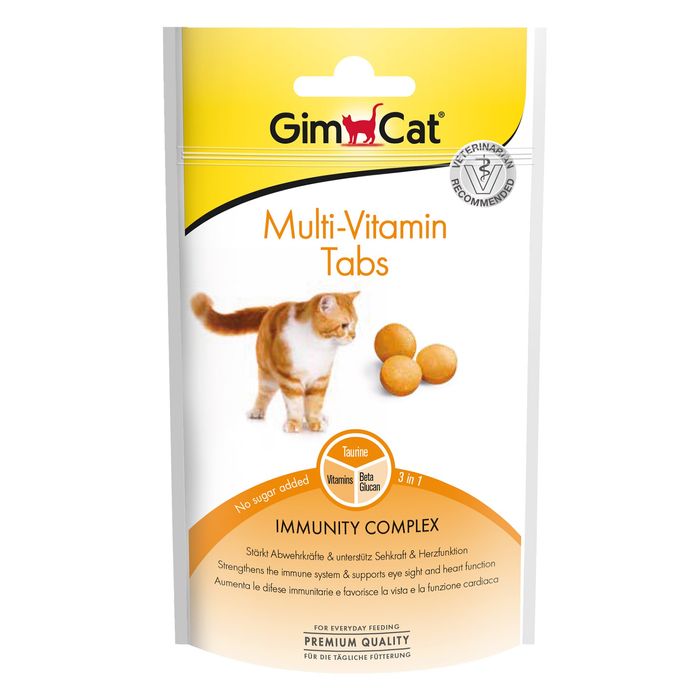 GimCat®
VETERINARIAN RECOMMENDED
V
Multi-Vitamin
Tabs
Taurine
Vitamins
Beta
Glucan
No sugar added
3 in 1
IMMUNITY COMPLEX
Stärkt Abwehrkräfte & unterstütz Sehkraft & Herzfunktion
Strengthens the immune system & supports eye sight and heart function
Aumenta le difese immunitarie e favorisce la vista e la funzione cardiaca
FOR EVERYDAY FEEDING
PREMIUM QUALITY
FÜR DIE TÄGLICHE FÜTTERUNG